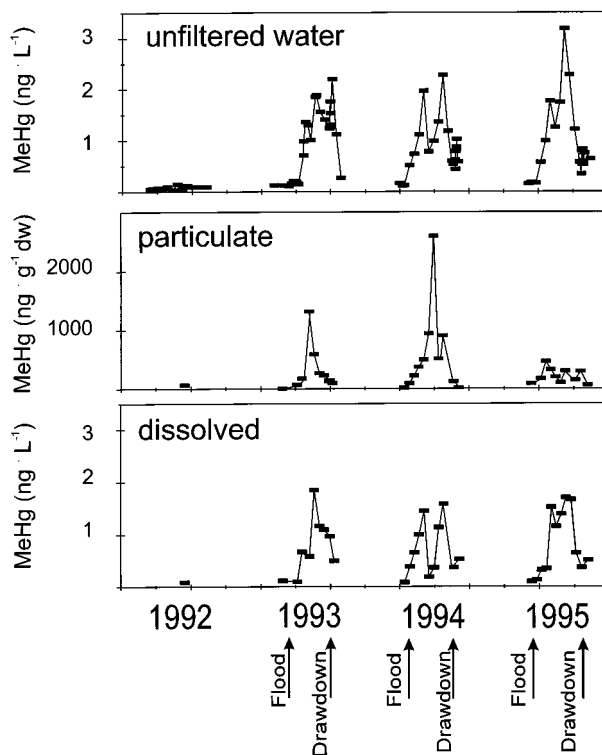 unfiltered water
MeHg (ng · L⁻¹)
3
2
1
particulate
MeHg (ng · g⁻¹ dw)
2000
1000
dissolved
MeHg (ng · L⁻¹)
3
2
1
1992 1993 1994 1995
Flood Drawdown Flood Drawdown Flood Drawdown